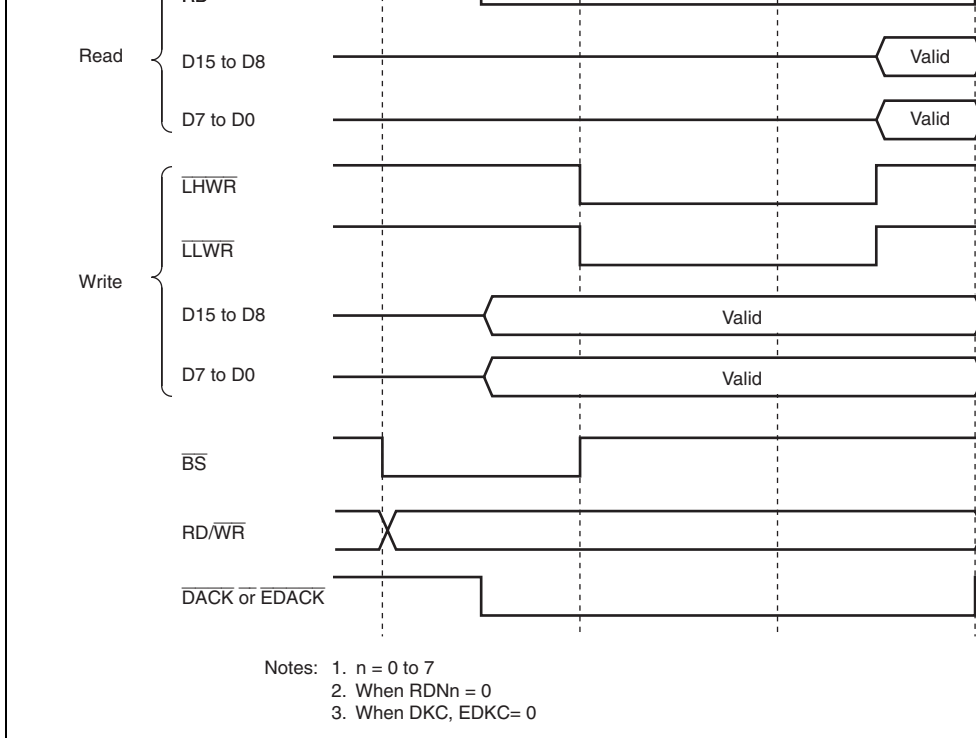 Read
D15 to D8
Valid
D7 to D0
Valid
LHWR
LLWR
Write
D15 to D8
Valid
D7 to D0
Valid
BS
RD/WR
DACK or EDACK
Notes: 1. n = 0 to 7
2. When RDNn = 0
3. When DKC, EDKC= 0